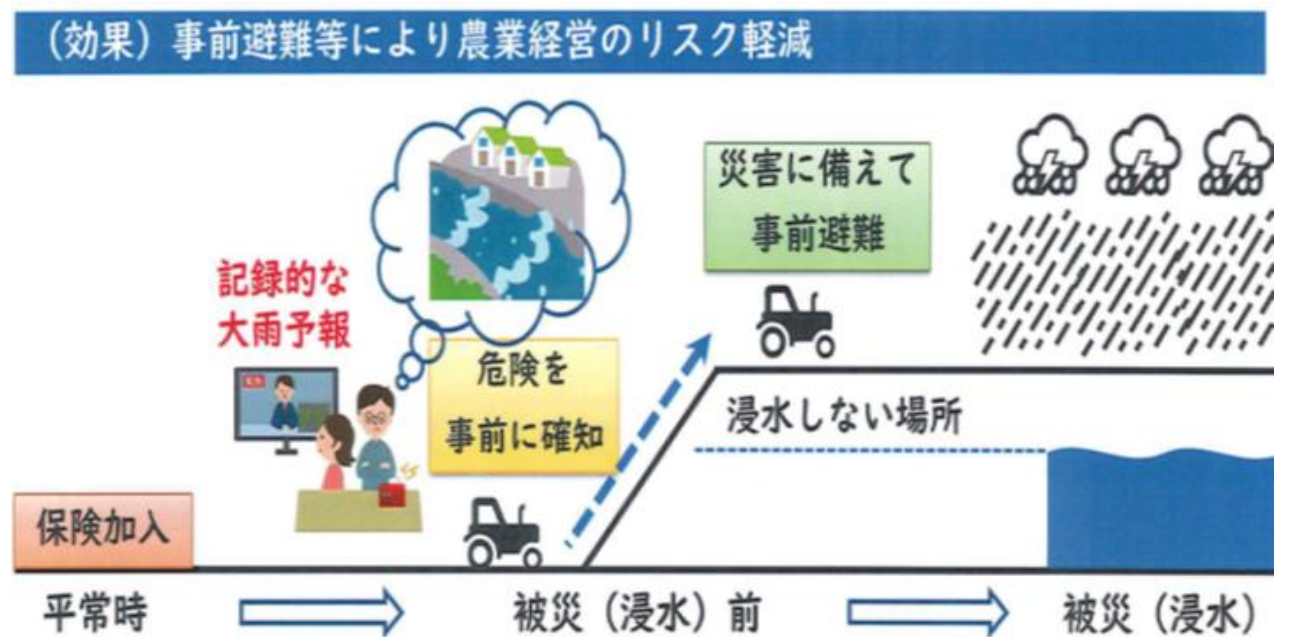 （効果）事前避難等により農業経営のリスク軽減
災害に備えて
事前避難
記録的な
大雨予報
危険を
事前に確知
浸水しない場所
保険加入
平常時
被災（浸水）前
被災（浸水）